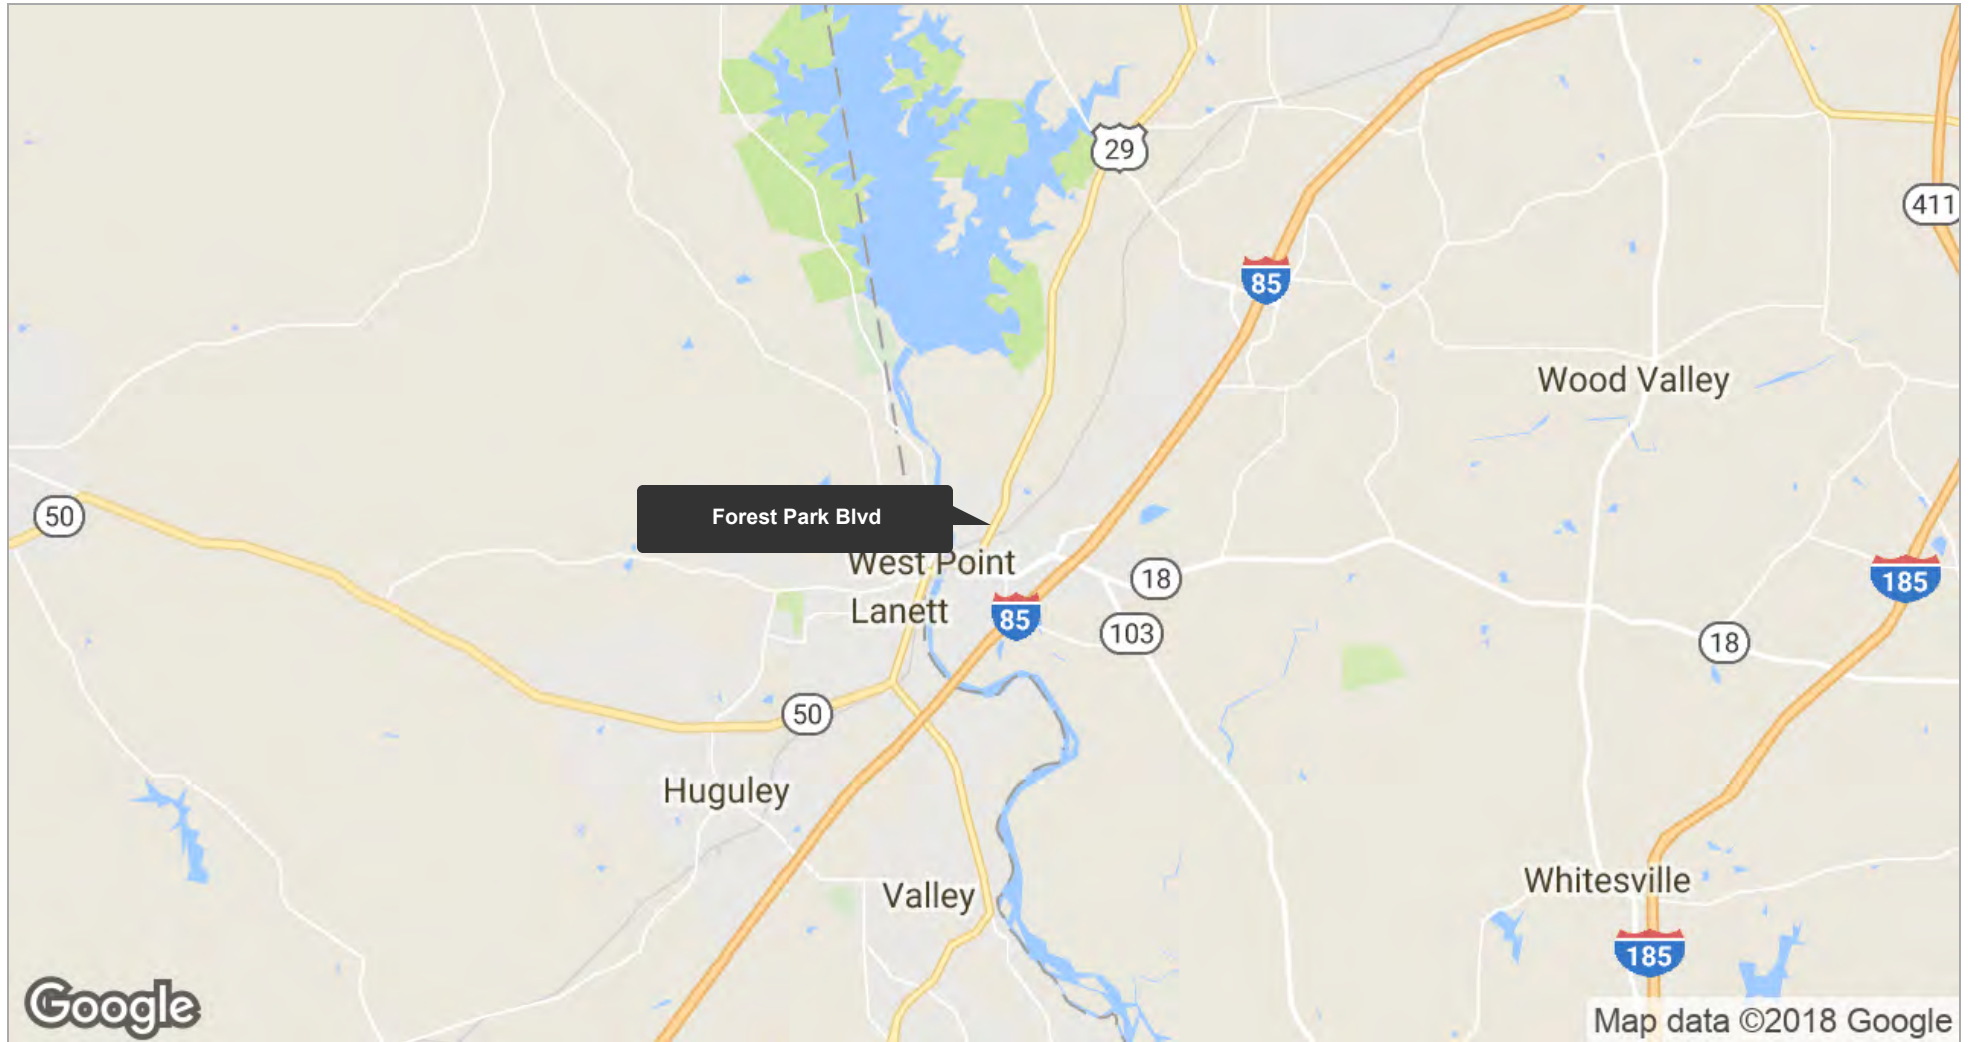 29
411
85
Wood Valley
50
Forest Park Blvd
West Point
18
185
Lanett
85
103
18
50
Huguley
Valley
Whitesville
185
Google
Map data ©2018 Google